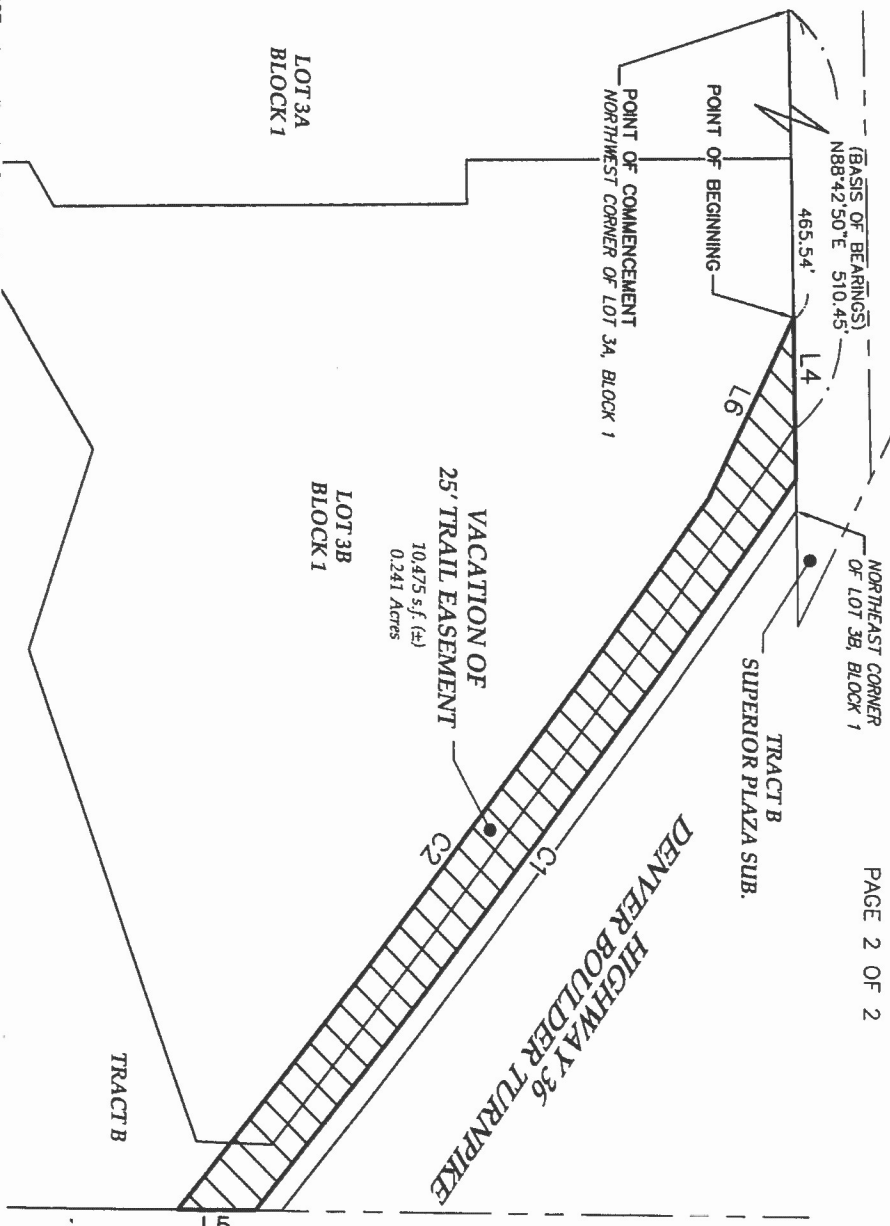 PAGE 2 OF 2
(BASIS OF BEARINGS)
N88°42'50"E 510.45'
465.54'
L4
NORTHEAST CORNER
OF LOT 3B, BLOCK 1
POINT OF BEGINNING
POINT OF COMMENCEMENT
NORTHWEST CORNER OF LOT 3A, BLOCK 1
L6
TRACT B
SUPERIOR PLAZA SUB.
LOT 3A
BLOCK 1
LOT 3B
BLOCK 1
VACATION OF
25' TRAIL EASEMENT
10,475 s.f. (±)
0.241 Acres
C1
C2
HIGHWAY 36
DENVER BOULDER TURNPIKE
TRACT B
L5